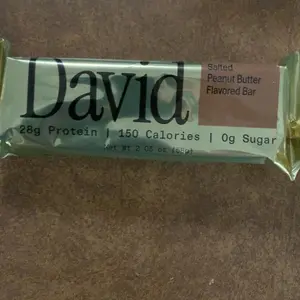 David
Salted
Peanut Butter
Flavored Bar
28g Protein | 150 Calories | 0g Sugar